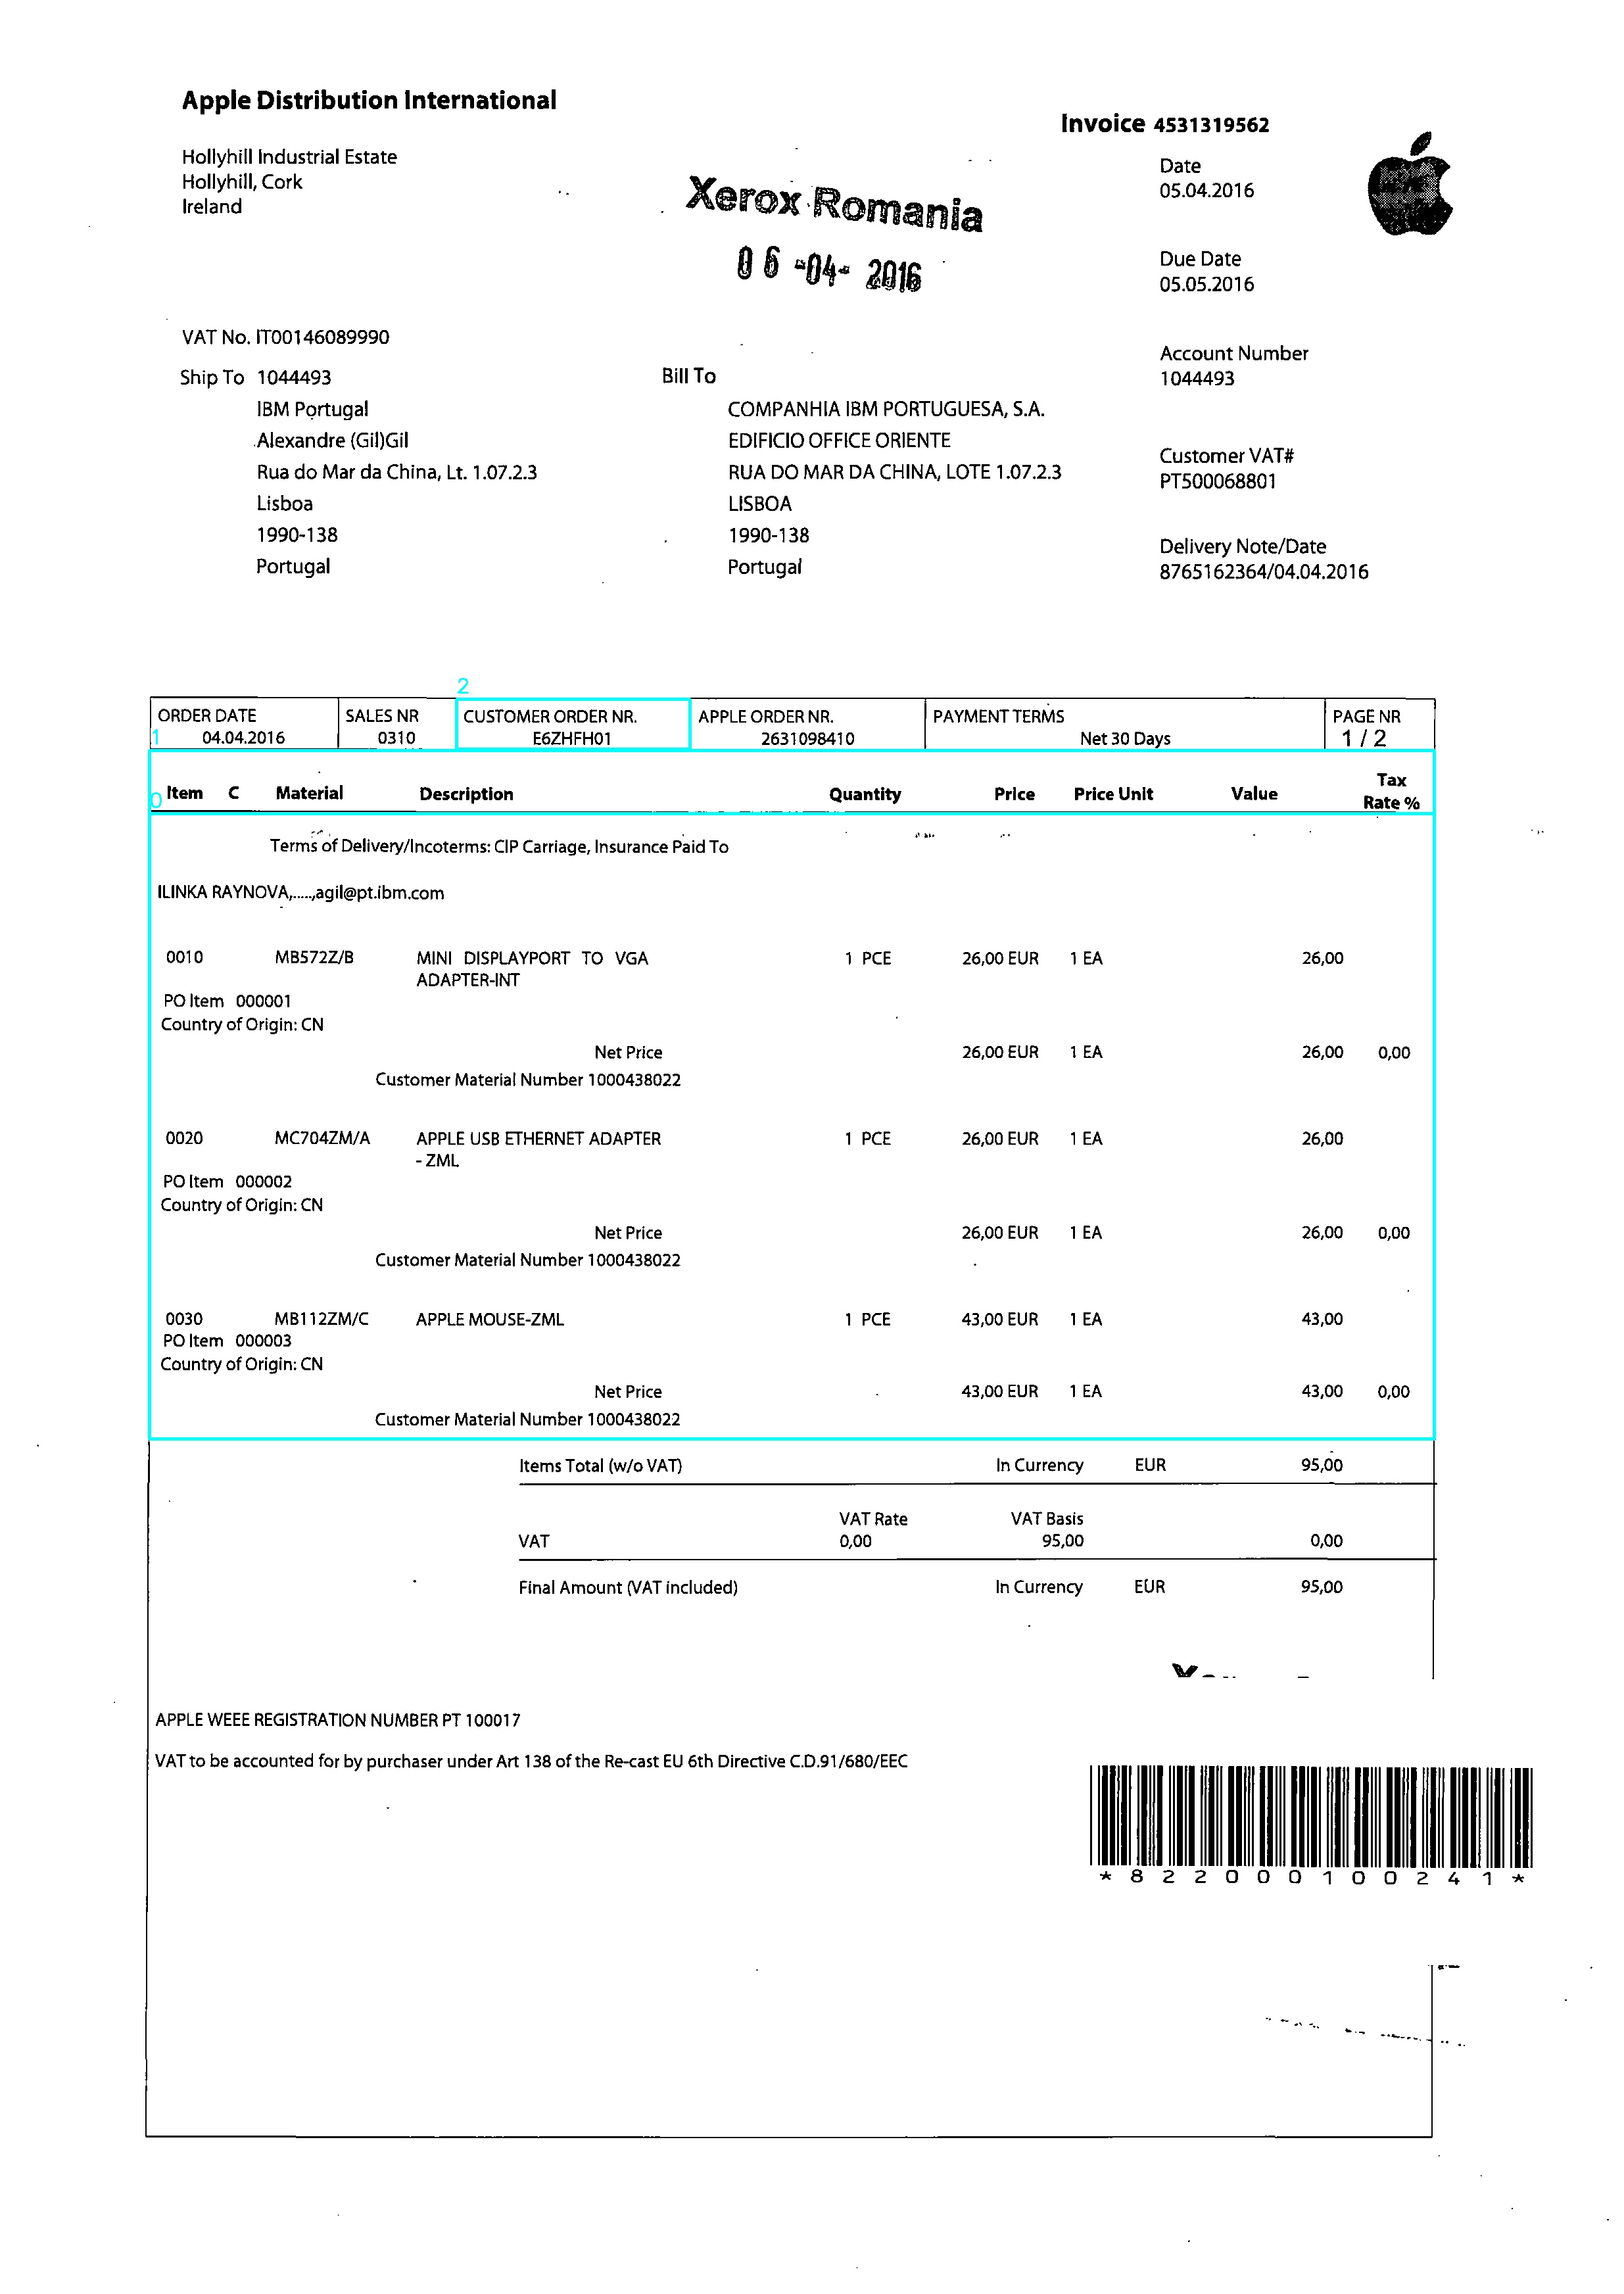 Apple Distribution International
Invoice 4531319562
Hollyhill Industrial Estate
Hollyhill, Cork
Ireland
Date
05.04.2016
Xerox Romania
06-04-2016
Due Date
05.05.2016
VAT No. IT00146089990
Account Number
1044493
Ship To 1044493
IBM Portugal
Alexandre (Gil)Gil
Rua do Mar da China, Lt. 1.07.2.3
Lisboa
1990-138
Portugal
Bill To
COMPANHIA IBM PORTUGUESA, S.A.
EDIFICIO OFFICE ORIENTE
RUA DO MAR DA CHINA, LOTE 1.07.2.3
LISBOA
1990-138
Portugal
Customer VAT#
PT500068801
Delivery Note/Date
8765162364/04.04.2016
2
ORDER DATE SALES NR CUSTOMER ORDER NR. APPLE ORDER NR. PAYMENT TERMS PAGE NR
1 04.04.2016 0310 E6ZHFH01 2631098410 Net 30 Days 1 / 2
0 Item C Material Description Quantity Price Price Unit Value Tax Rate %
Terms of Delivery/Incoterms: CIP Carriage, Insurance Paid To
ILINKA RAYNOVA,.....,agil@pt.ibm.com
0010 MB572Z/B MINI DISPLAYPORT TO VGA 1 PCE 26,00 EUR 1 EA 26,00
ADAPTER-INT
PO Item 000001
Country of Origin: CN
Net Price 26,00 EUR 1 EA 26,00 0,00
Customer Material Number 1000438022
0020 MC704ZM/A APPLE USB ETHERNET ADAPTER 1 PCE 26,00 EUR 1 EA 26,00
- ZML
PO Item 000002
Country of Origin: CN
Net Price 26,00 EUR 1 EA 26,00 0,00
Customer Material Number 1000438022
0030 MB112ZM/C APPLE MOUSE-ZML 1 PCE 43,00 EUR 1 EA 43,00
PO Item 000003
Country of Origin: CN
Net Price 43,00 EUR 1 EA 43,00 0,00
Customer Material Number 1000438022
Items Total (w/o VAT) In Currency EUR 95,00
VAT Rate VAT Basis
VAT 0,00 95,00 0,00
Final Amount (VAT included) In Currency EUR 95,00
APPLE WEEE REGISTRATION NUMBER PT 100017
VAT to be accounted for by purchaser under Art 138 of the Re-cast EU 6th Directive C.D.91/680/EEC
*822000100241*